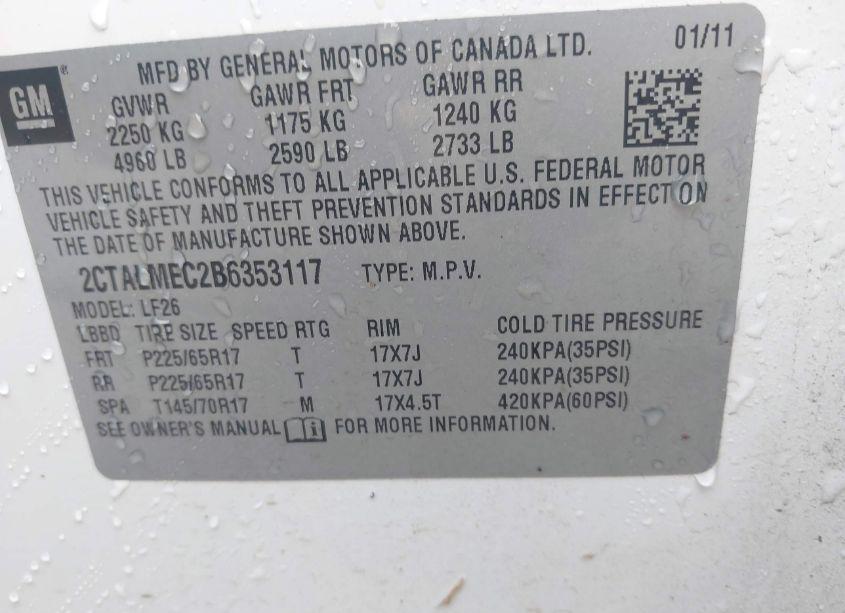 MFD BY GENERAL MOTORS OF CANADA LTD. 01/11
GM
GVWR GAWR FRT GAWR RR
2250 KG 1175 KG 1240 KG
4960 LB 2590 LB 2733 LB
THIS VEHICLE CONFORMS TO ALL APPLICABLE U.S. FEDERAL MOTOR
VEHICLE SAFETY AND THEFT PREVENTION STANDARDS IN EFFECT ON
THE DATE OF MANUFACTURE SHOWN ABOVE.
2CTALMEC2B6353117 TYPE: M.P.V.
MODEL: LF26
LBBD TIRE SIZE SPEED RTG RIM COLD TIRE PRESSURE
FRT P225/65R17 T 17X7J 240KPA(35PSI)
RR P225/65R17 T 17X7J 240KPA(35PSI)
SPA T145/70R17 M 17X4.5T 420KPA(60PSI)
SEE OWNER'S MANUAL i FOR MORE INFORMATION.